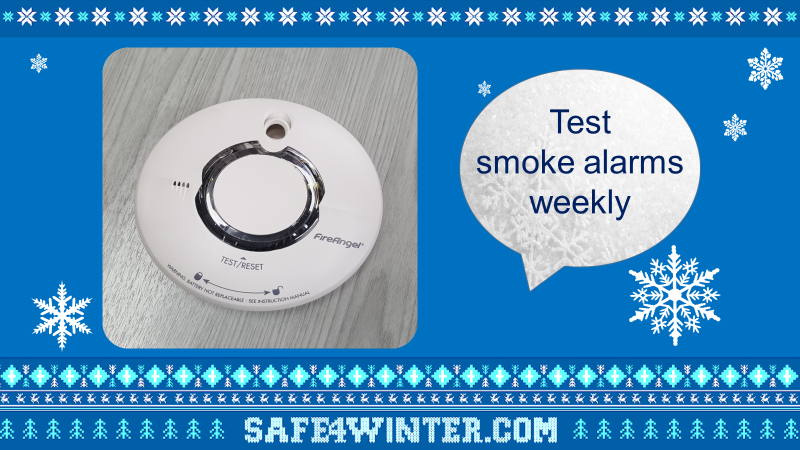 Test
smoke alarms
weekly
FireAngel
TEST/RESET
WARNING: BATTERY NOT REPLACEABLE - SEE INSTRUCTION MANUAL
SAFE4WINTER.COM